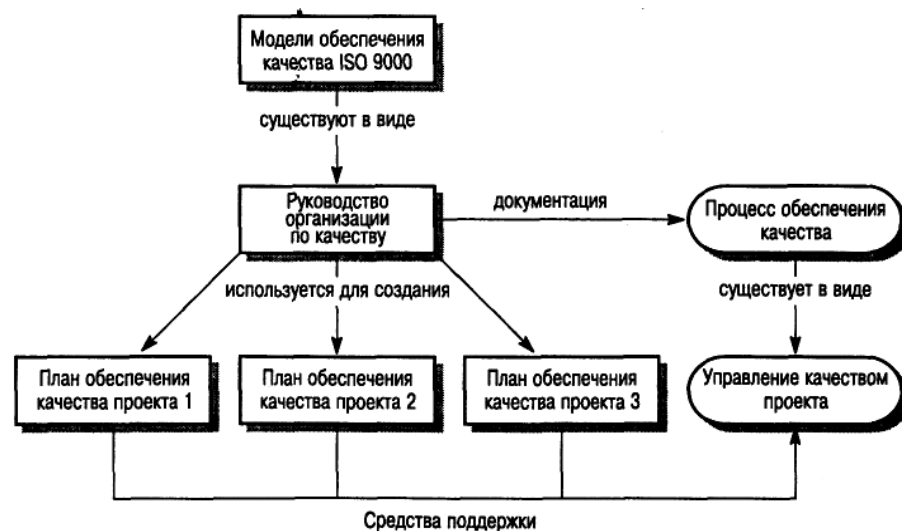 Модели обеспечения
качества ISO 9000
существуют в виде
Руководство
организации
по качеству
документация
Процесс обеспечения
качества
используется для создания
существует в виде
План обеспечения
качества проекта 1
План обеспечения
качества проекта 2
План обеспечения
качества проекта 3
Управление качеством
проекта
Средства поддержки